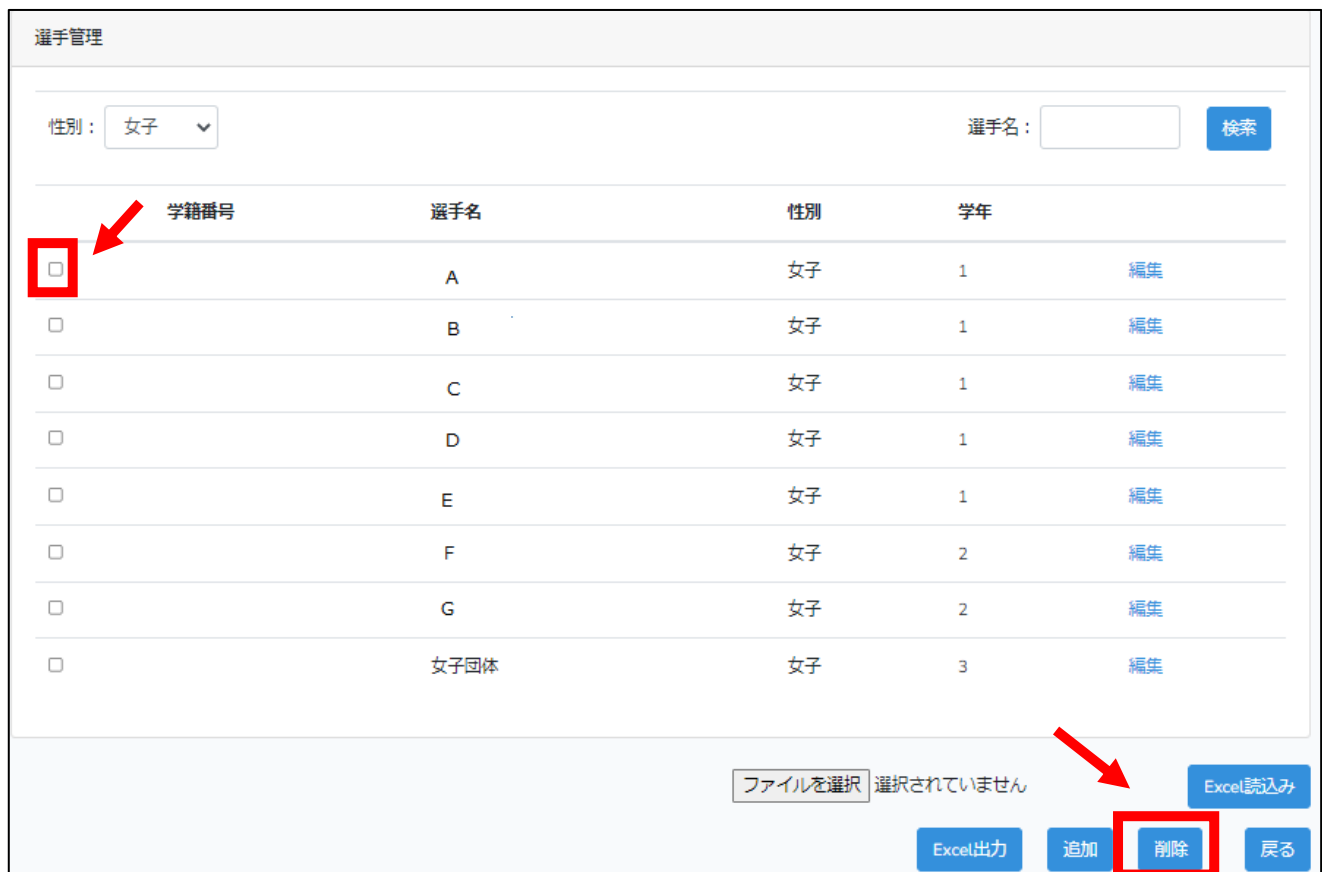 選手管理
性別： 女子 選手名： 検索
学籍番号 選手名 性別 学年
A 女子 1 編集
B 女子 1 編集
C 女子 1 編集
D 女子 1 編集
E 女子 1 編集
F 女子 2 編集
G 女子 2 編集
女子団体 女子 3 編集
ファイルを選択 選択されていません Excel読込み
Excel出力 追加 削除 戻る